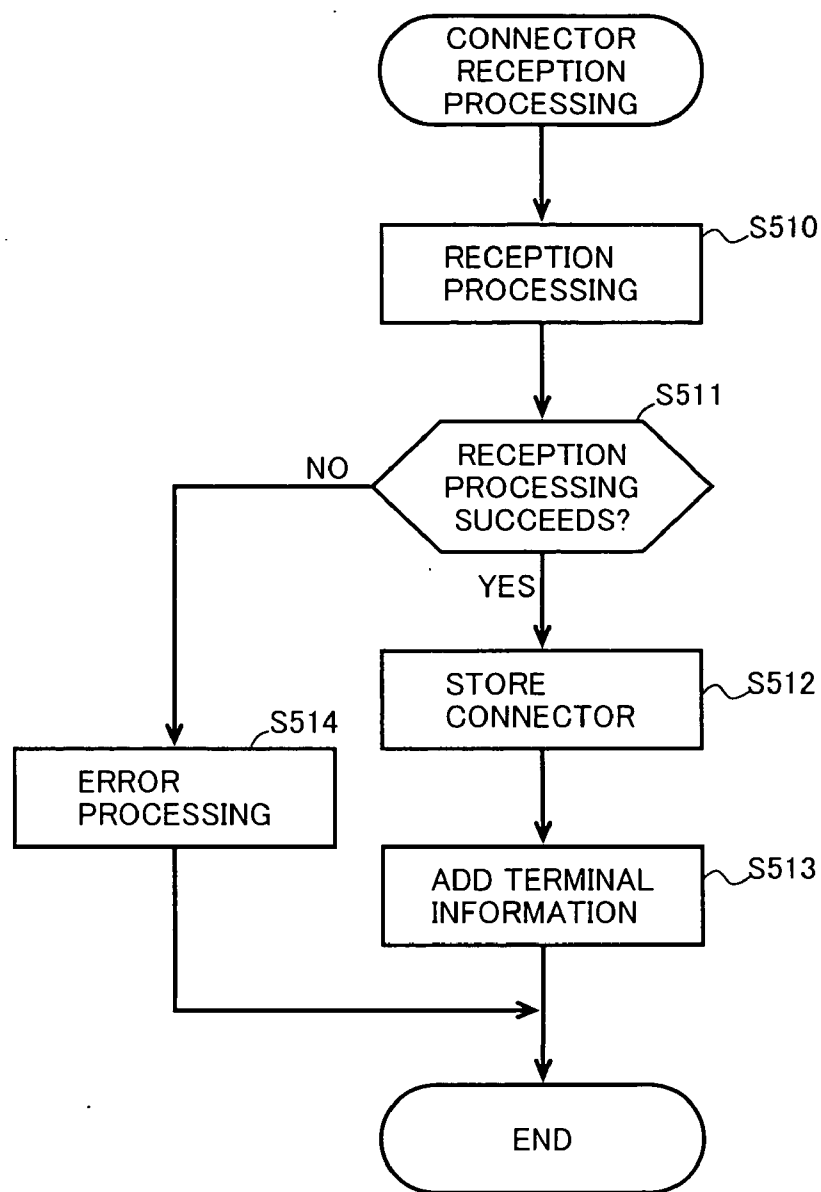 CONNECTOR
RECEPTION
PROCESSING
S510
RECEPTION
PROCESSING
S511
RECEPTION
PROCESSING
SUCCEEDS?
NO
YES
S512
STORE
CONNECTOR
S514
ERROR
PROCESSING
S513
ADD TERMINAL
INFORMATION
END